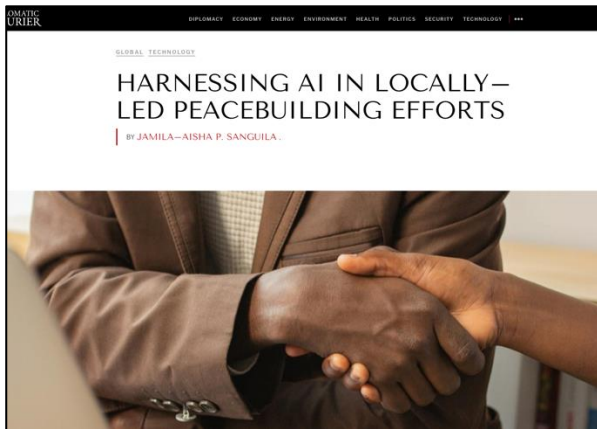 OMATIC
URIER
DIPLOMACY ECONOMY ENERGY ENVIRONMENT HEALTH POLITICS SECURITY TECHNOLOGY
GLOBAL TECHNOLOGY
HARNESSING AI IN LOCALLY—
LED PEACEBUILDING EFFORTS
BY JAMILA—AISHA P. SANGUILA .